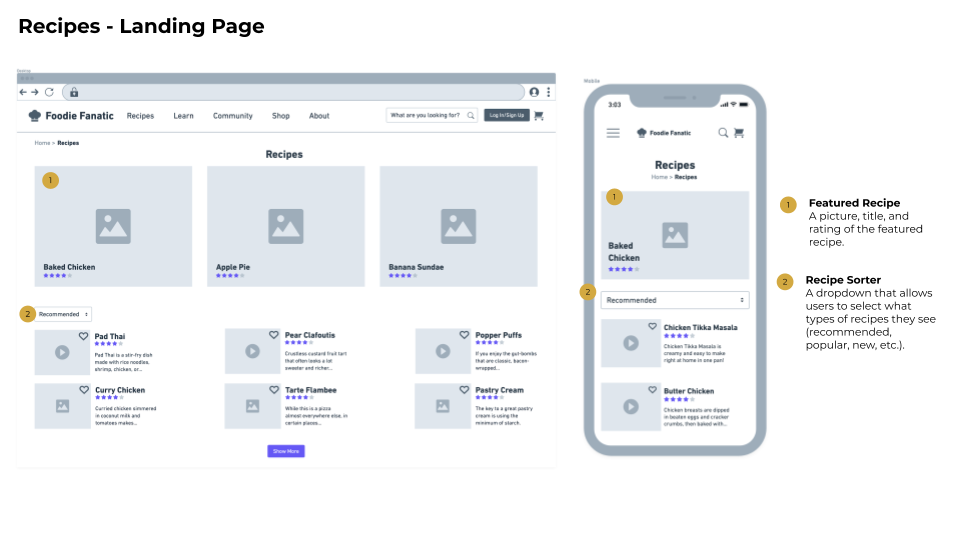 Recipes - Landing Page
Desktop
Foodie Fanatic
Recipes
Learn
Community
Shop
About
What are you looking for?
Log In/Sign Up
Home > Recipes
Recipes
1
Baked Chicken
Apple Pie
Banana Sundae
2
Recommended
Pad Thai
Pad Thai is a stir-fry dish
made with rice noodles,
shrimp, chicken, or...
Pear Clafoutis
Crustless custard fruit tart
that often looks a lot
sweater and richer...
Popper Puffs
If you enjoy the gut-bombs
that are-classic, bacon-
wrapped...
Curry Chicken
Curried chicken simmered
in coconut milk and
tomatoes makes...
Tarte Flambee
While this is a pizza
almost everywhere else, in
certain places...
Pastry Cream
The key to a great pastry
cream is using the
minimum of starch.
Show More
Mobile
3:03
Foodie Fanatic
Recipes
Home > Recipes
1
Baked
Chicken
2
Recommended
Chicken Tikka Masala
Chicken Tikka Masala is
creamy and easy to make
right at home in one pan!
Butter Chicken
Chicken breasts are dipped
in beaten eggs and cracker
crumbs, then baked with...
1
Featured Recipe
A picture, title, and
rating of the featured
recipe.
2
Recipe Sorter
A dropdown that allows
users to select what
types of recipes they see
(recommended,
popular, new, etc.).